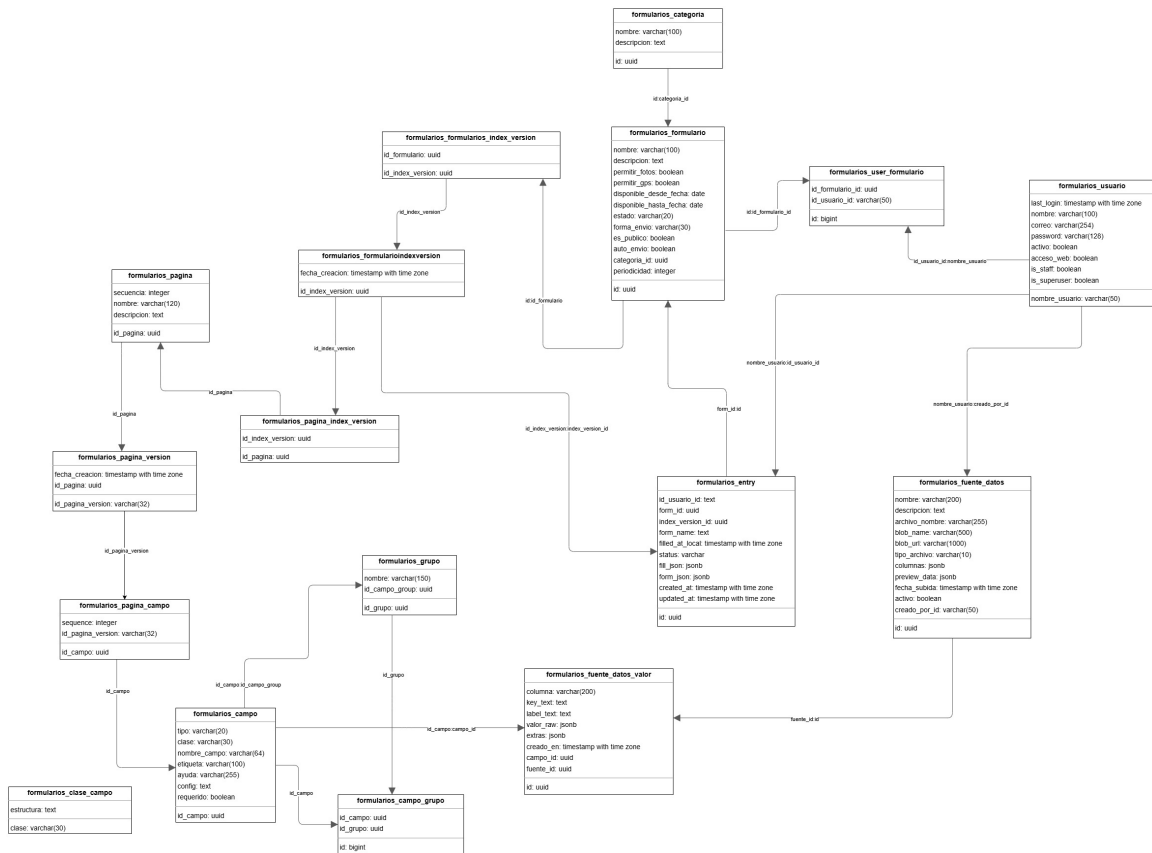 formularios_categoria
nombre: varchar(100)
descripcion: text
id: uuid
id:categoria_id
formularios_formularios_index_version
id_formulario: uuid
id_index_version: uuid
formularios_formulario
nombre: varchar(100)
descripcion: text
permitir_fotos: boolean
permitir_gps: boolean
disponible_desde_fecha: date
disponible_hasta_fecha: date
estado: varchar(20)
forma_envio: varchar(30)
es_publico: boolean
auto_envio: boolean
categoria_id: uuid
periodicidad: integer
id: uuid
formularios_user_formulario
id_formulario_id: uuid
id_usuario_id: varchar(50)
id: bigint
formularios_usuario
last_login: timestamp with time zone
nombre: varchar(100)
correo: varchar(254)
password: varchar(128)
activo: boolean
acceso_web: boolean
is_staff: boolean
is_superuser: boolean
nombre_usuario: varchar(50)
id_index_version
id:id_formulario_id
id_usuario_id:nombre_usuario
formularios_formularioindexversion
fecha_creacion: timestamp with time zone
id_index_version: uuid
formularios_pagina
secuencia: integer
nombre: varchar(120)
descripcion: text
id_pagina: uuid
id:id_formulario
id_index_version
nombre_usuario:id_usuario_id
id_pagina
id_pagina
nombre_usuario:creado_por_id
form_id:id
formularios_pagina_index_version
id_index_version: uuid
id_pagina: uuid
id_index_version:index_version_id
formularios_pagina_version
fecha_creacion: timestamp with time zone
id_pagina: uuid
id_pagina_version: varchar(32)
formularios_entry
id_usuario_id: text
form_id: uuid
index_version_id: uuid
form_name: text
filled_at_local: timestamp with time zone
status: varchar
fill_json: jsonb
form_json: jsonb
created_at: timestamp with time zone
updated_at: timestamp with time zone
id: uuid
formularios_fuente_datos
nombre: varchar(200)
descripcion: text
archivo_nombre: varchar(255)
blob_name: varchar(500)
blob_url: varchar(1000)
tipo_archivo: varchar(10)
columnas: jsonb
preview_data: jsonb
fecha_subida: timestamp with time zone
activo: boolean
creado_por_id: varchar(50)
id: uuid
id_pagina_version
formularios_grupo
nombre: varchar(150)
id_campo_group: uuid
id_grupo: uuid
formularios_pagina_campo
sequence: integer
id_pagina_version: varchar(32)
id_campo: uuid
id_campo:id_campo_group
id_grupo
id_campo
formularios_fuente_datos_valor
columna: varchar(200)
key_text: text
label_text: text
valor_raw: jsonb
extras: jsonb
creado_en: timestamp with time zone
campo_id: uuid
fuente_id: uuid
id: uuid
fuente_id:id
formularios_campo
tipo: varchar(20)
clase: varchar(30)
nombre_campo: varchar(64)
etiqueta: varchar(100)
ayuda: varchar(255)
config: text
requerido: boolean
id_campo: uuid
id_campo:campo_id
id_campo
formularios_clase_campo
estructura: text
clase: varchar(30)
formularios_campo_grupo
id_campo: uuid
id_grupo: uuid
id: bigint